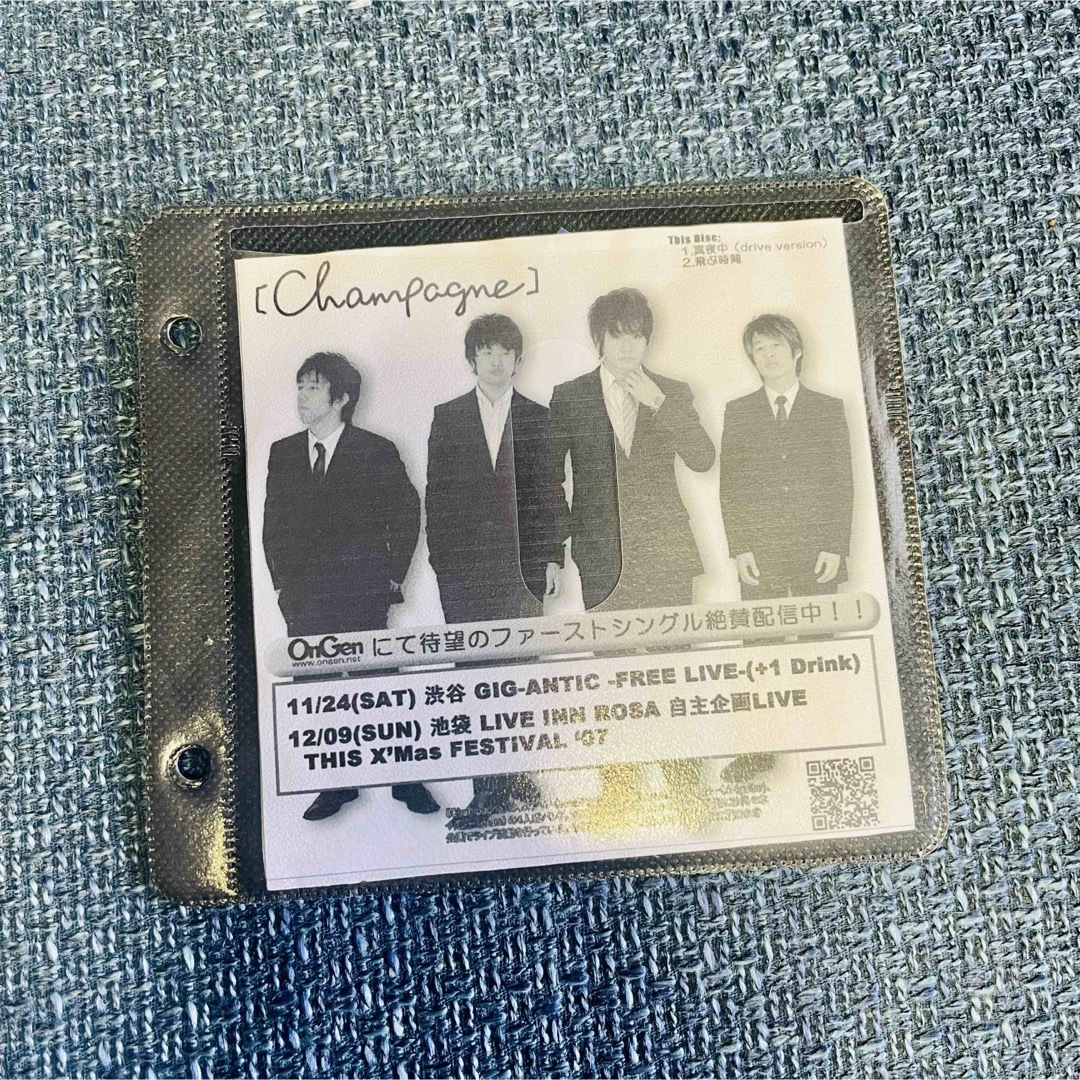 [Champagne]
This Disc;
1.真夜中 (drive version)
2.飛ぶ時間
OnGen にて待望のファーストシングル絶賛配信中！！
www.ongen.net
11/24(SAT) 渋谷 GIG-ANTIC -FREE LIVE-(+1 Drink)
12/09(SUN) 池袋 LIVE INN ROSA 自主企画LIVE
THIS X'Mas FESTIVAL '07